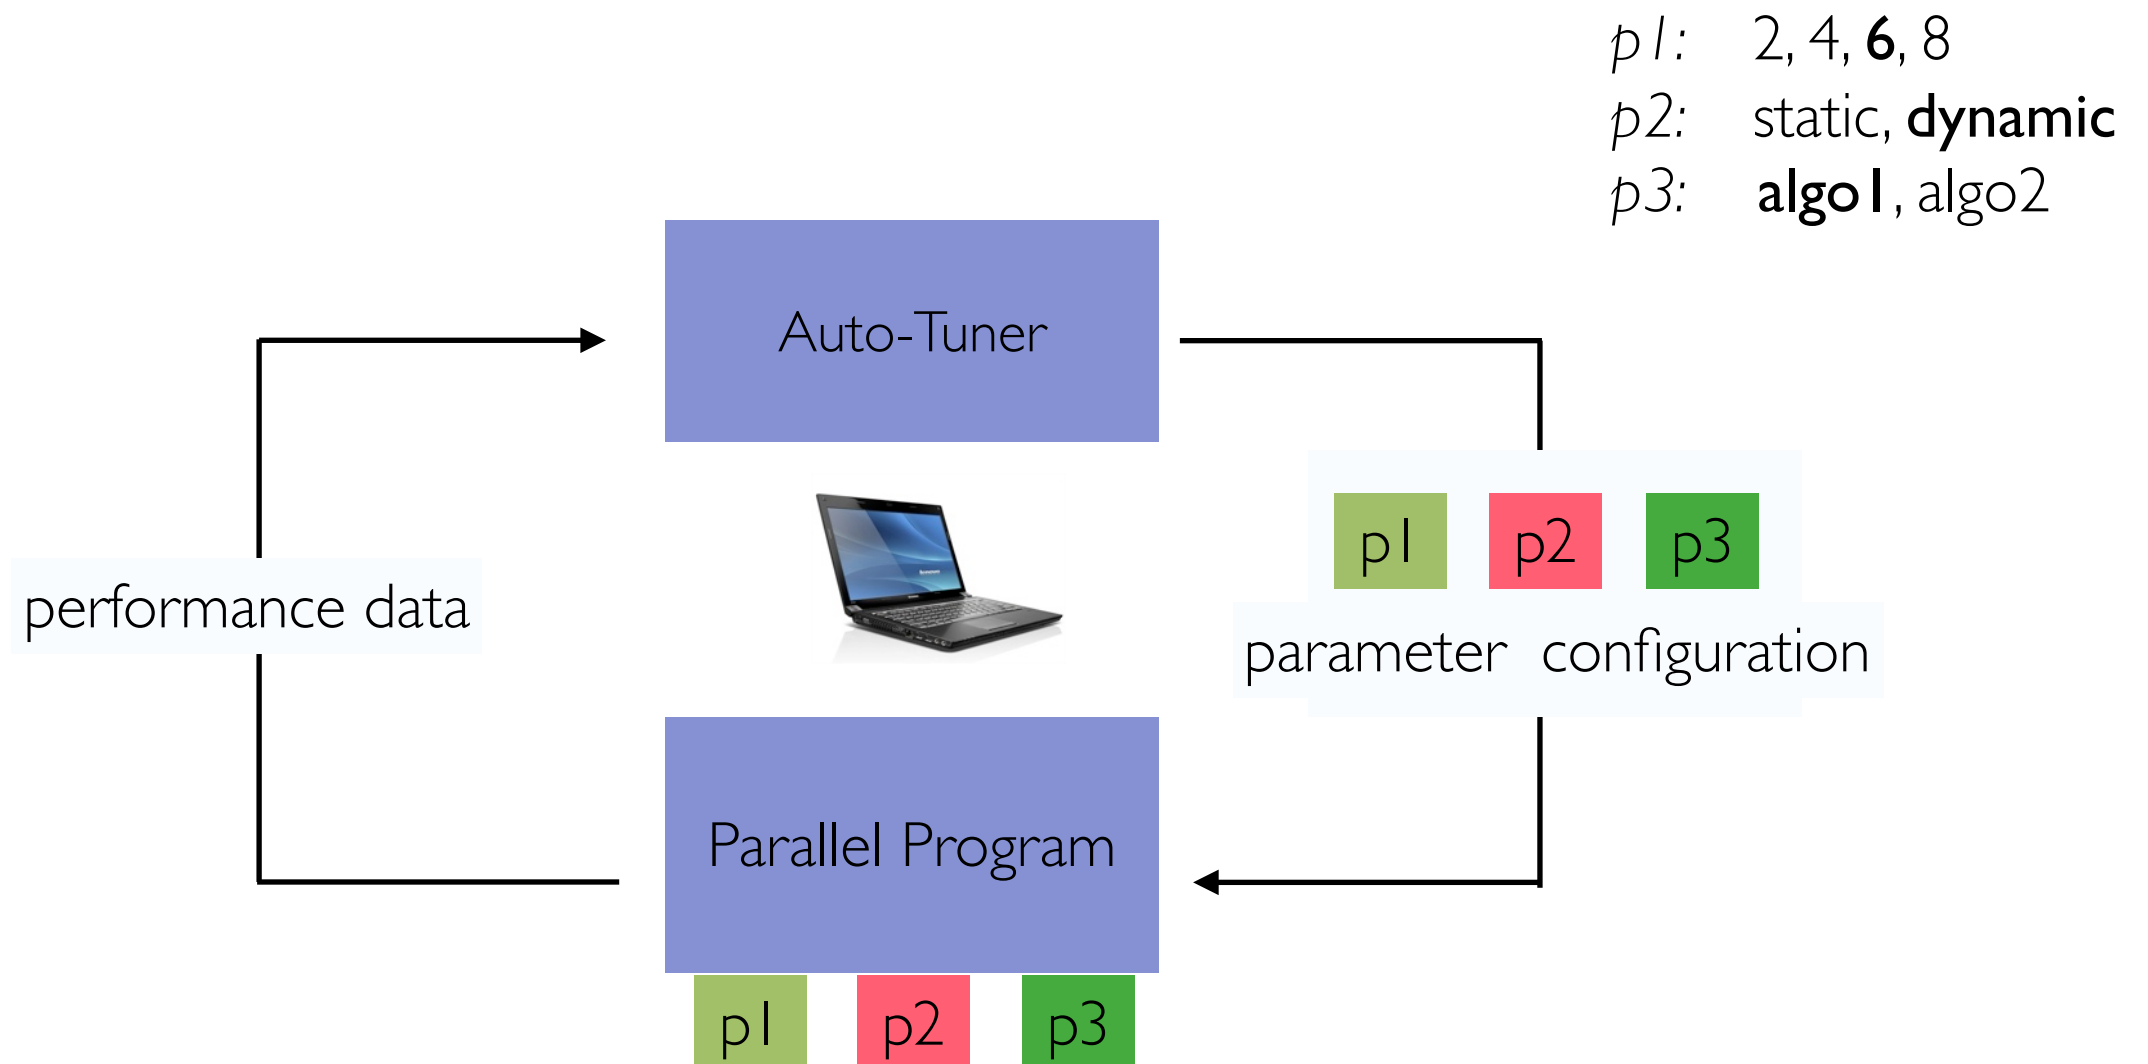 p1: 2, 4, 6, 8
p2: static, dynamic
p3: algo1, algo2
Auto-Tuner
p1 p2 p3
performance data
parameter configuration
Parallel Program
p1 p2 p3